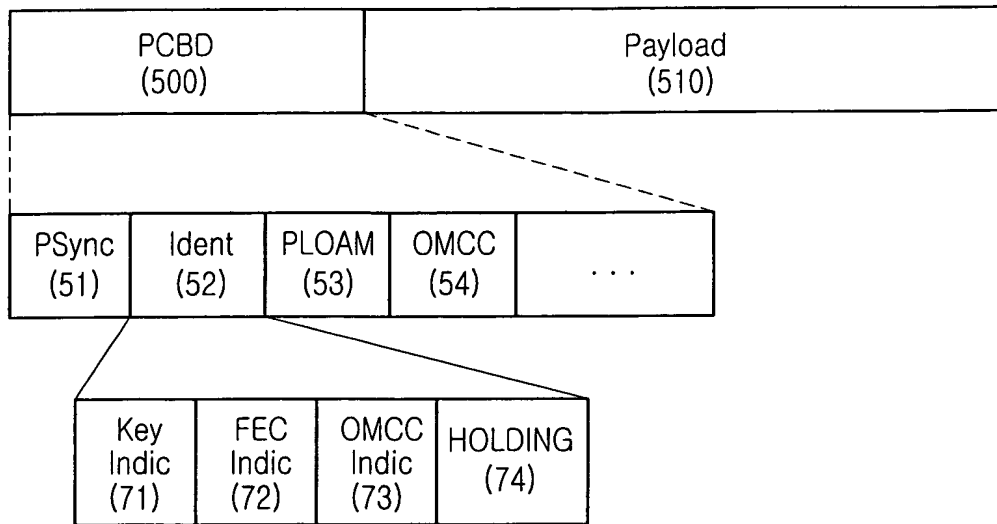 PCBD
(500)
Payload
(510)
PSync
(51)
Ident
(52)
PLOAM
(53)
OMCC
(54)
...
Key
Indic
(71)
FEC
Indic
(72)
OMCC
Indic
(73)
HOLDING
(74)